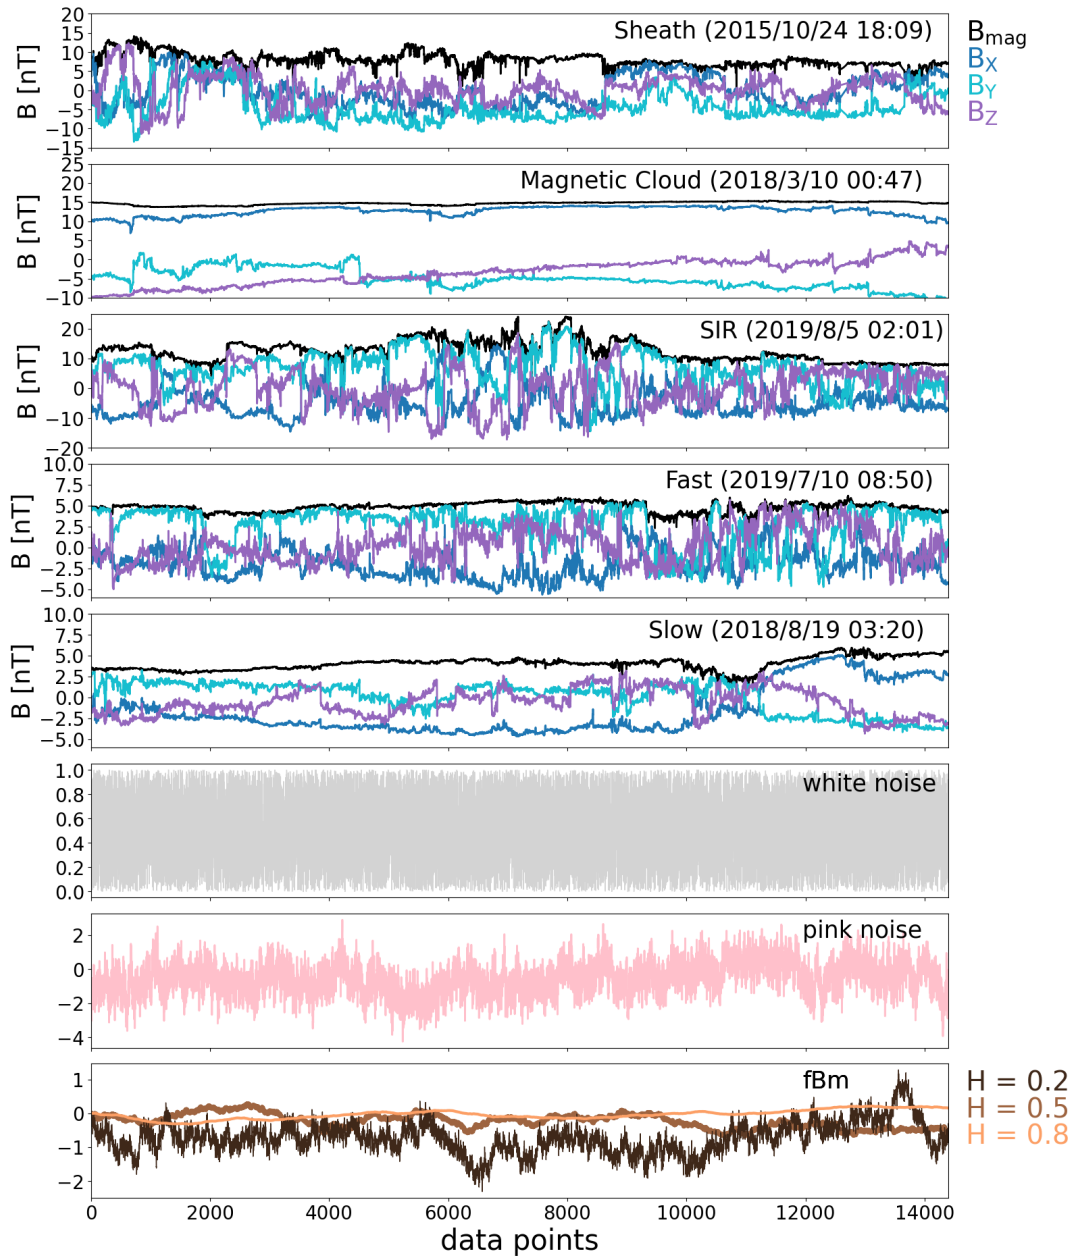 Sheath (2015/10/24 18:09)
B [nT]
20
15
10
5
0
−5
−10
−15
Bmag
BX
BY
BZ
Magnetic Cloud (2018/3/10 00:47)
B [nT]
25
20
15
10
5
0
−5
−10
SIR (2019/8/5 02:01)
B [nT]
20
10
0
−10
−20
Fast (2019/7/10 08:50)
B [nT]
10.0
7.5
5.0
2.5
0.0
−2.5
−5.0
Slow (2018/8/19 03:20)
B [nT]
10.0
7.5
5.0
2.5
0.0
−2.5
−5.0
white noise
1.0
0.8
0.6
0.4
0.2
0.0
pink noise
2
0
−2
−4
fBm
1
0
−1
−2
H = 0.2
H = 0.5
H = 0.8
0 2000 4000 6000 8000 10000 12000 14000
data points